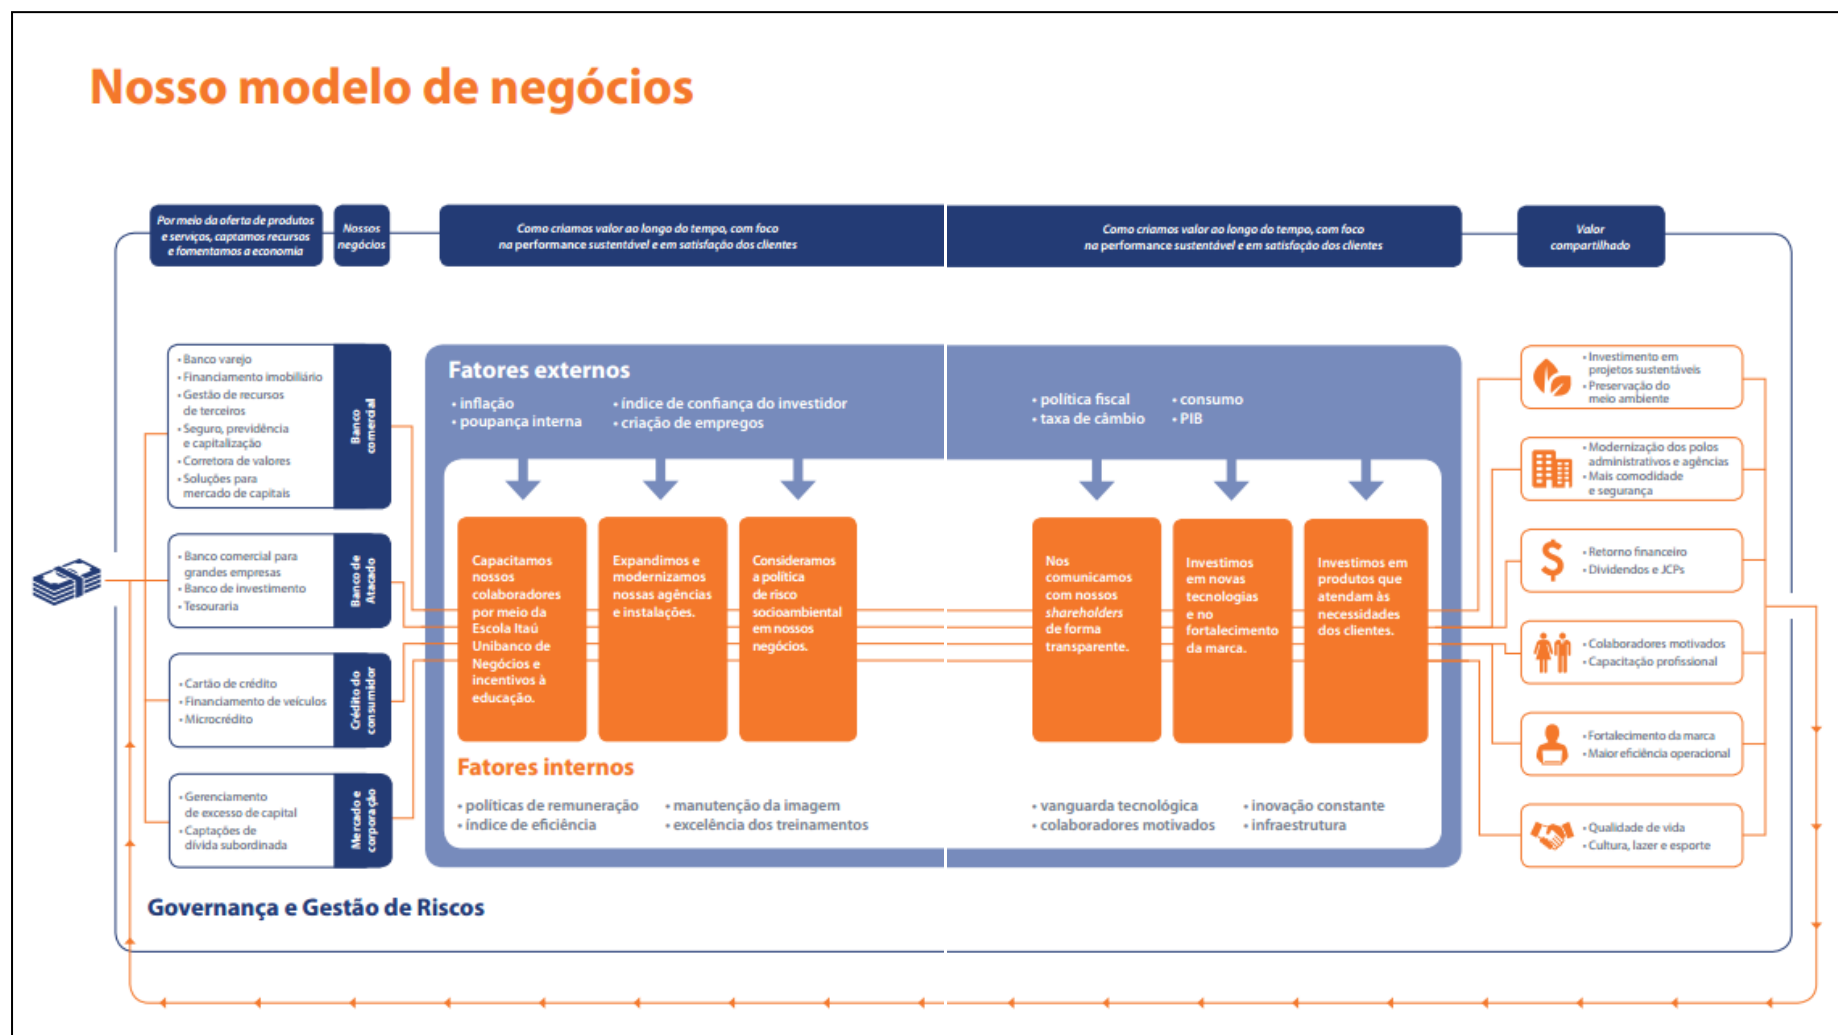 Nosso modelo de negócios
Por meio da oferta de produtos
e serviços, captamos recursos
e fomentamos a economia
Nossos
negócios
Como criamos valor ao longo do tempo, com foco
na performance sustentável e em satisfação dos clientes
Como criamos valor ao longo do tempo, com foco
na performance sustentável e em satisfação dos clientes
Valor
compartilhado
• Banco varejo
• Financiamento imobiliário
• Gestão de recursos
de terceiros
• Seguro, previdência
e capitalização
• Corretora de valores
• Soluções para
mercado de capitais
Banco
comercial
• Banco comercial para
grandes empresas
• Banco de investimento
• Tesouraria
Banco de
Atacado
• Cartão de crédito
• Financiamento de veículos
• Microcrédito
Crédito do
consumidor
• Gerenciamento
de excesso de capital
• Captações de
dívida subordinada
Mercado e
corporação
Fatores externos
• inflação
• poupança interna
• índice de confiança do investidor
• criação de empregos
• política fiscal
• taxa de câmbio
• consumo
• PIB
Capacitamos
nossos
colaboradores
por meio da
Escola Itaú
Unibanco de
Negócios e
incentivos à
educação.
Expandimos e
modernizamos
nossas agências
e instalações.
Consideramos
a política
de risco
socioambiental
em nossos
negócios.
Nos
comunicamos
com nossos
shareholders
de forma
transparente.
Investimos
em novas
tecnologias
e no
fortalecimento
da marca.
Investimos em
produtos que
atendam às
necessidades
dos clientes.
Fatores internos
• políticas de remuneração
• índice de eficiência
• manutenção da imagem
• excelência dos treinamentos
• vanguarda tecnológica
• colaboradores motivados
• inovação constante
• infraestrutura
• Investimento em
projetos sustentáveis
• Preservação do
meio ambiente
• Modernização dos polos
administrativos e agências
• Mais comodidade
e segurança
$
• Retorno financeiro
• Dividendos e JCPs
• Colaboradores motivados
• Capacitação profissional
• Fortalecimento da marca
• Maior eficiência operacional
• Qualidade de vida
• Cultura, lazer e esporte
Governança e Gestão de Riscos